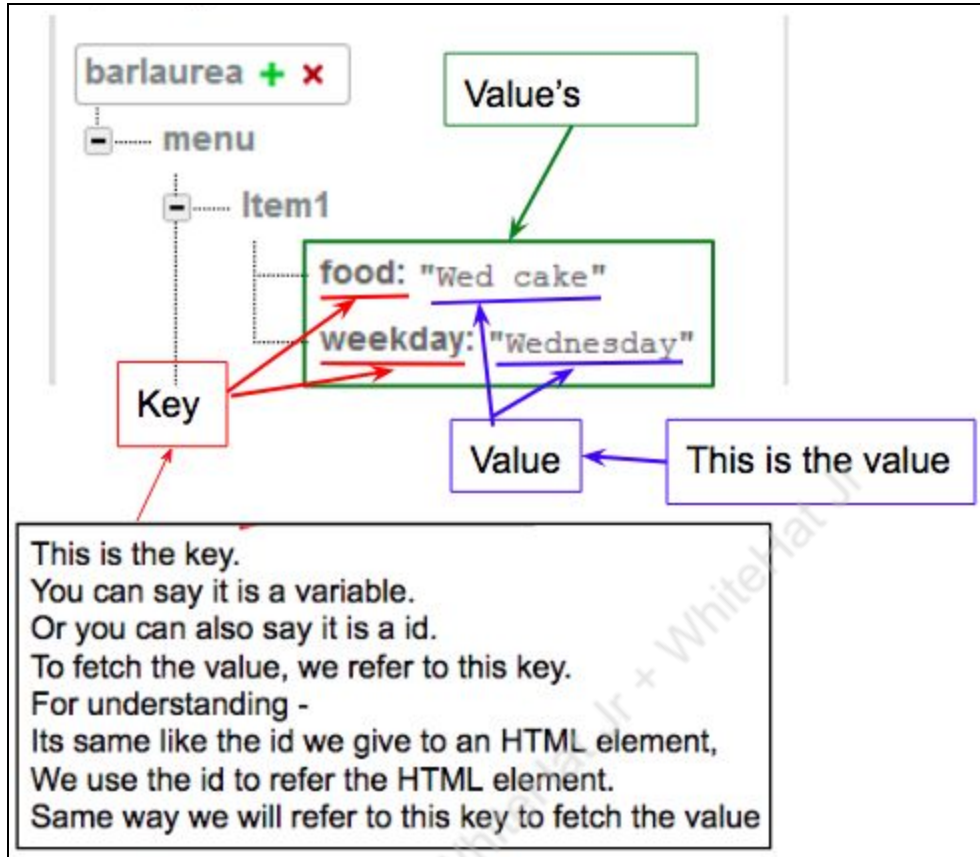 barlaurea
Value's
menu
Item1
food: "Wed cake"
weekday: "Wednesday"
Key
Value
This is the value
This is the key.
You can say it is a variable.
Or you can also say it is a id.
To fetch the value, we refer to this key.
For understanding -
Its same like the id we give to an HTML element,
We use the id to refer the HTML element.
Same way we will refer to this key to fetch the value
WhiteHat Jr + WhiteHat Jr